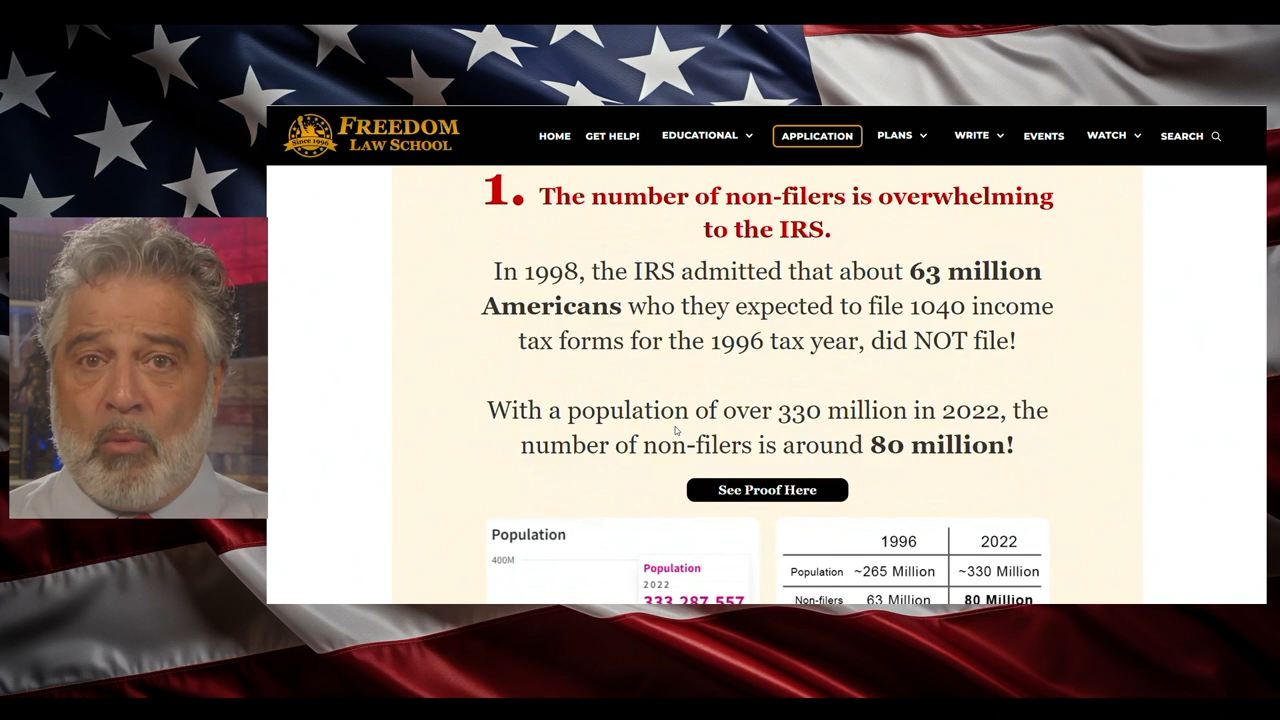 FREEDOM
LAW SCHOOL
Since 1996
HOME GET HELP! EDUCATIONAL APPLICATION PLANS WRITE EVENTS WATCH SEARCH
1. The number of non-filers is overwhelming
to the IRS.
In 1998, the IRS admitted that about 63 million
Americans who they expected to file 1040 income
tax forms for the 1996 tax year, did NOT file!
With a population of over 330 million in 2022, the
number of non-filers is around 80 million!
See Proof Here
Population
400M
Population
2022
333,287,557
1996 2022
Population ~265 Million ~330 Million
Non-filers 63 Million 80 Million